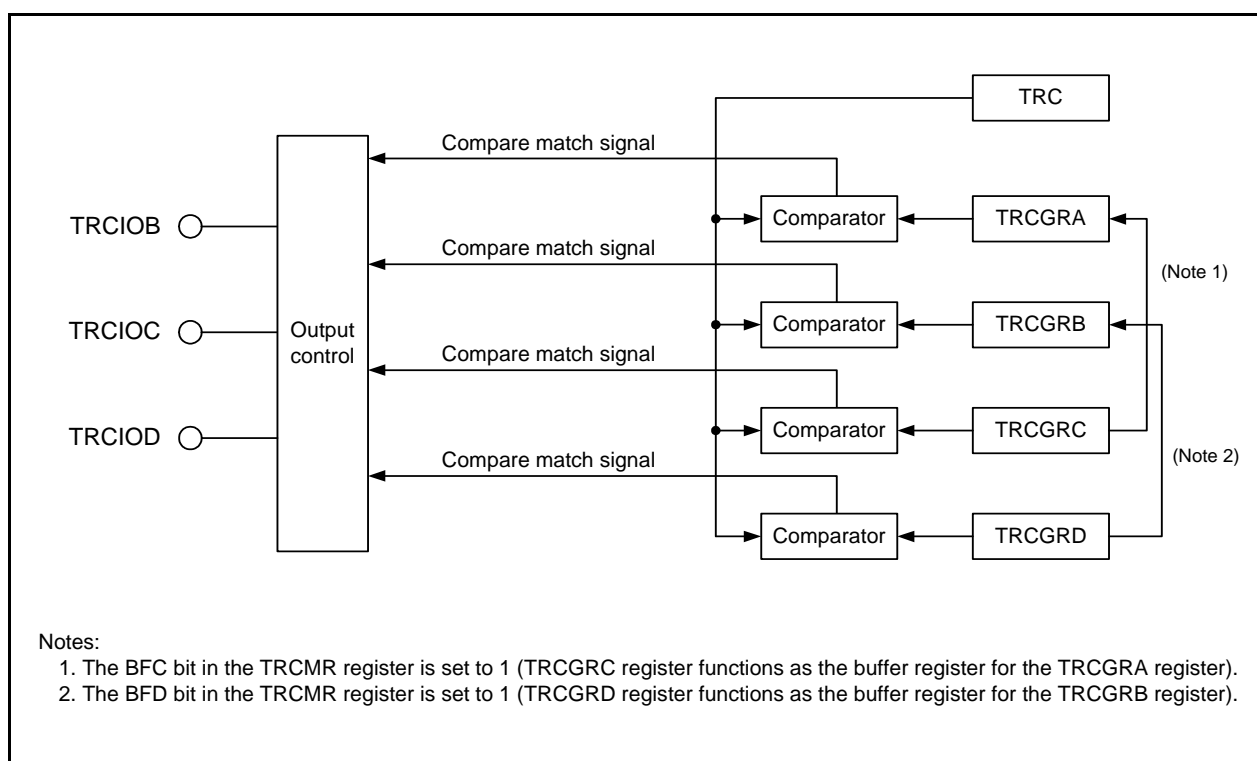 TRC
Compare match signal
Comparator
TRCGRA
TRCIOB
Compare match signal
(Note 1)
Comparator
TRCGRB
TRCIOC
Output
control
Compare match signal
Comparator
TRCGRC
TRCIOD
Compare match signal
(Note 2)
Comparator
TRCGRD
Notes:
1. The BFC bit in the TRCMR register is set to 1 (TRCGRC register functions as the buffer register for the TRCGRA register).
2. The BFD bit in the TRCMR register is set to 1 (TRCGRD register functions as the buffer register for the TRCGRB register).